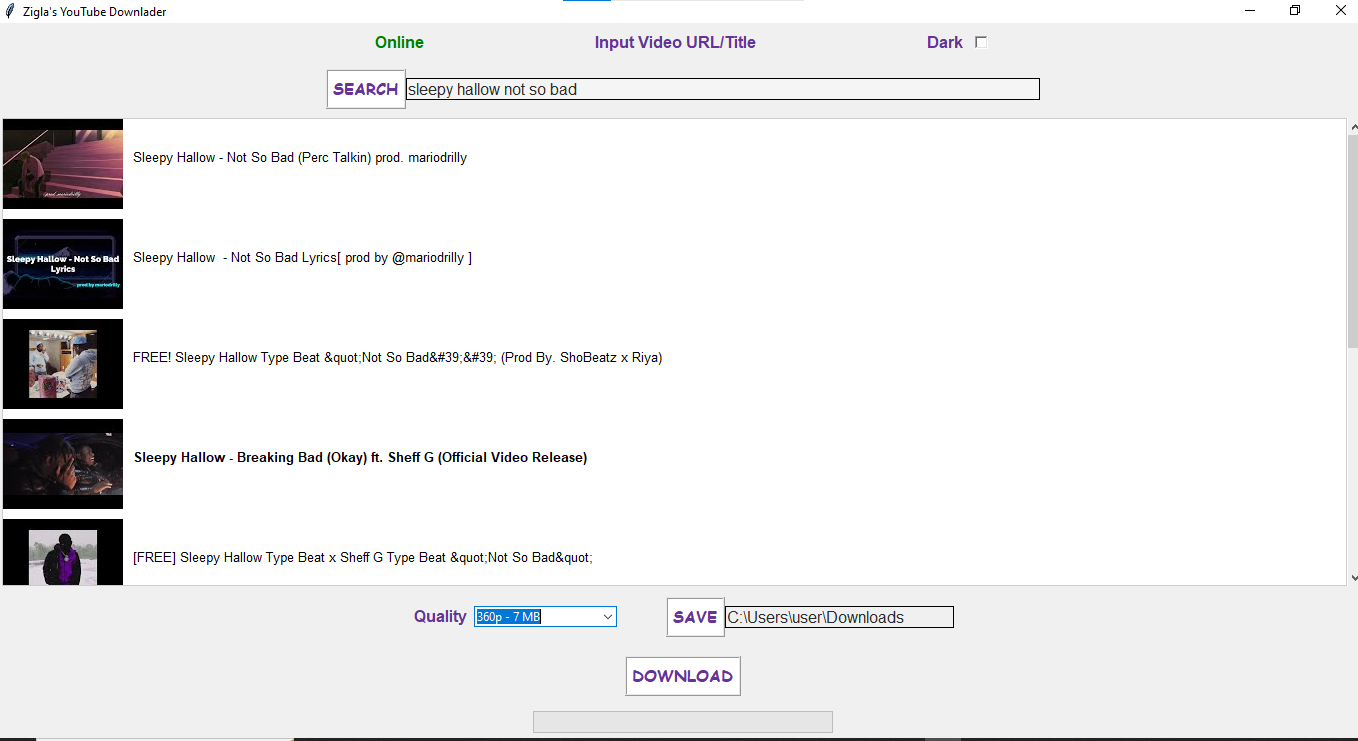 Zigla's YouTube Downlader
Online
Input Video URL/Title
Dark
SEARCH
sleepy hallow not so bad
prod. mariodrilly
Sleepy Hallow - Not So Bad (Perc Talkin) prod. mariodrilly
Sleepy Hallow - Not So Bad
Lyrics
prod by mariodrilly
Sleepy Hallow  - Not So Bad Lyrics[ prod by @mariodrilly ]
FREE! Sleepy Hallow Type Beat &quot;Not So Bad&#39;&#39; (Prod By. ShoBeatz x Riya)
Sleepy Hallow - Breaking Bad (Okay) ft. Sheff G (Official Video Release)
[FREE] Sleepy Hallow Type Beat x Sheff G Type Beat &quot;Not So Bad&quot;
Quality
360p - 7 MB
SAVE
C:\Users\user\Downloads
DOWNLOAD